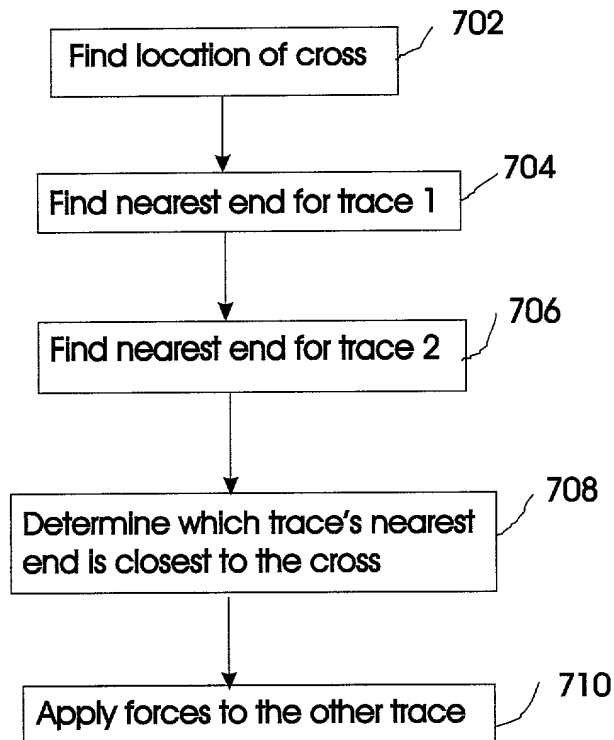 702
Find location of cross
704
Find nearest end for trace 1
706
Find nearest end for trace 2
708
Determine which trace's nearest
end is closest to the cross
710
Apply forces to the other trace